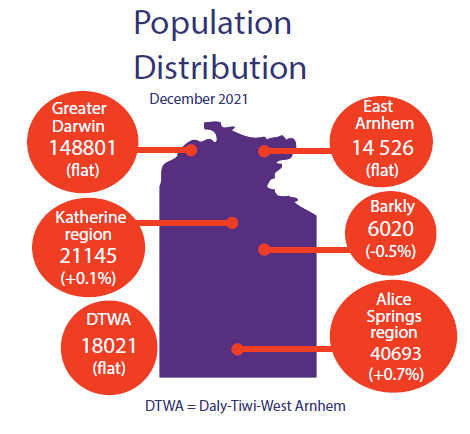 Population
Distribution
December 2021
Greater
Darwin
148801
(flat)
East
Arnhem
14 526
(flat)
Katherine
region
21145
(+0.1%)
Barkly
6020
(-0.5%)
DTWA
18021
(flat)
Alice
Springs
region
40693
(+0.7%)
DTWA = Daly-Tiwi-West Arnhem